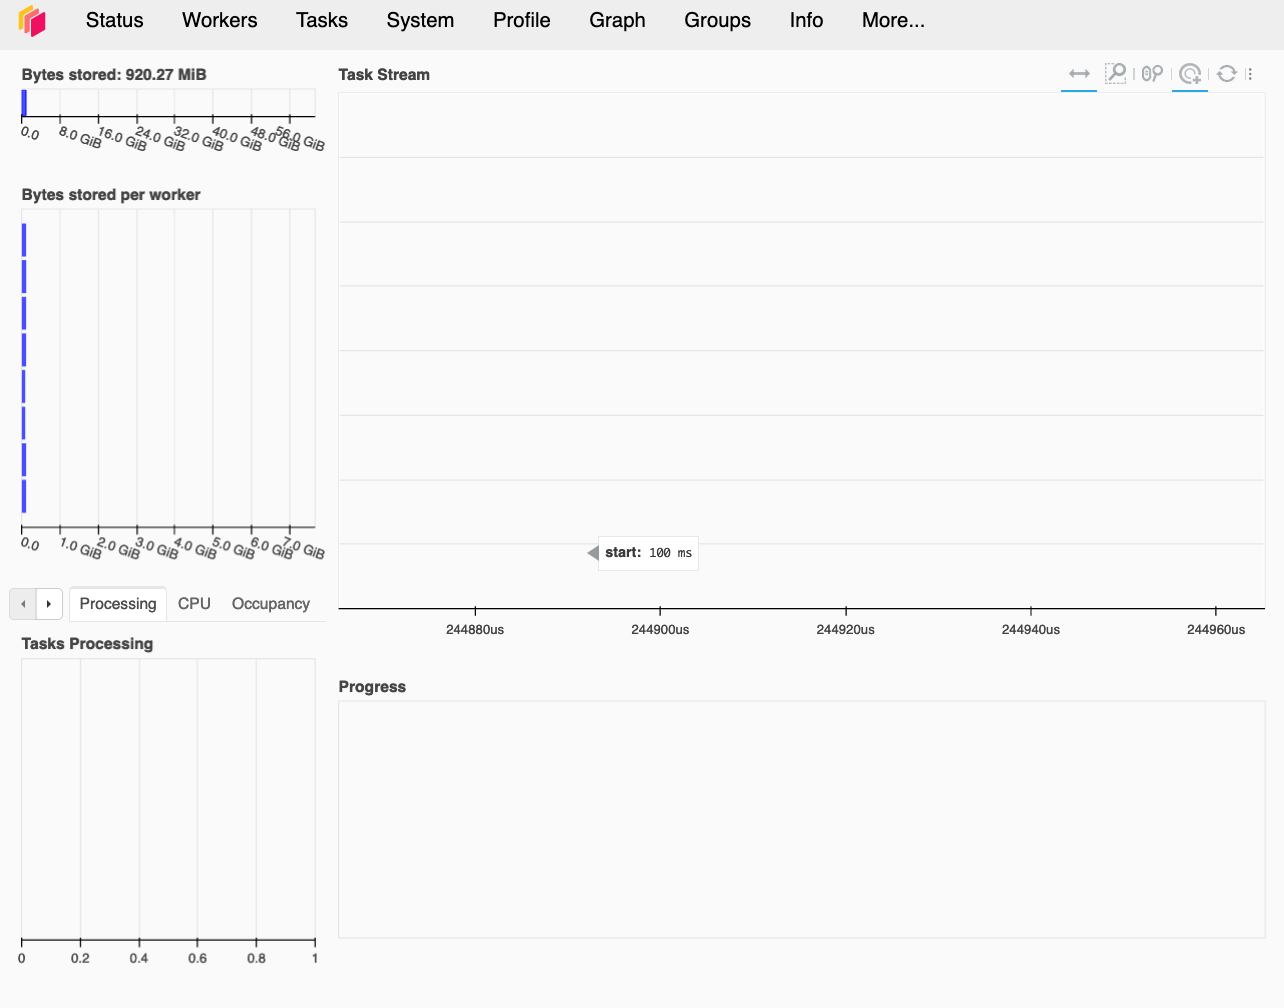 Status Workers Tasks System Profile Graph Groups Info More...
Bytes stored: 920.27 MiB
0.0 8.0 GiB 16.0 GiB 24.0 GiB 32.0 GiB 40.0 GiB 48.0 GiB 56.0 GiB
Bytes stored per worker
0.0 1.0 GiB 2.0 GiB 3.0 GiB 4.0 GiB 5.0 GiB 6.0 GiB 7.0 GiB
Processing CPU Occupancy
Tasks Processing
0 0.2 0.4 0.6 0.8 1
Task Stream
start: 100 ms
244880us 244900us 244920us 244940us 244960us
Progress